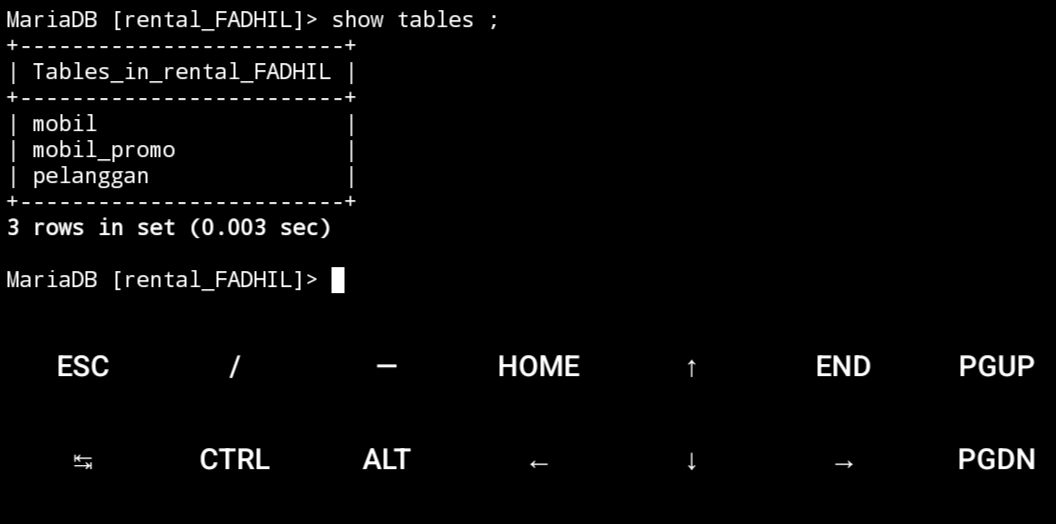 MariaDB [rental_FADHIL]> show tables ;
+-------------------------+
| Tables_in_rental_FADHIL |
+-------------------------+
| mobil                   |
| mobil_promo             |
| pelanggan               |
+-------------------------+
3 rows in set (0.003 sec)
MariaDB [rental_FADHIL]>
ESC / — HOME ↑ END PGUP
↹ CTRL ALT ← ↓ → PGDN